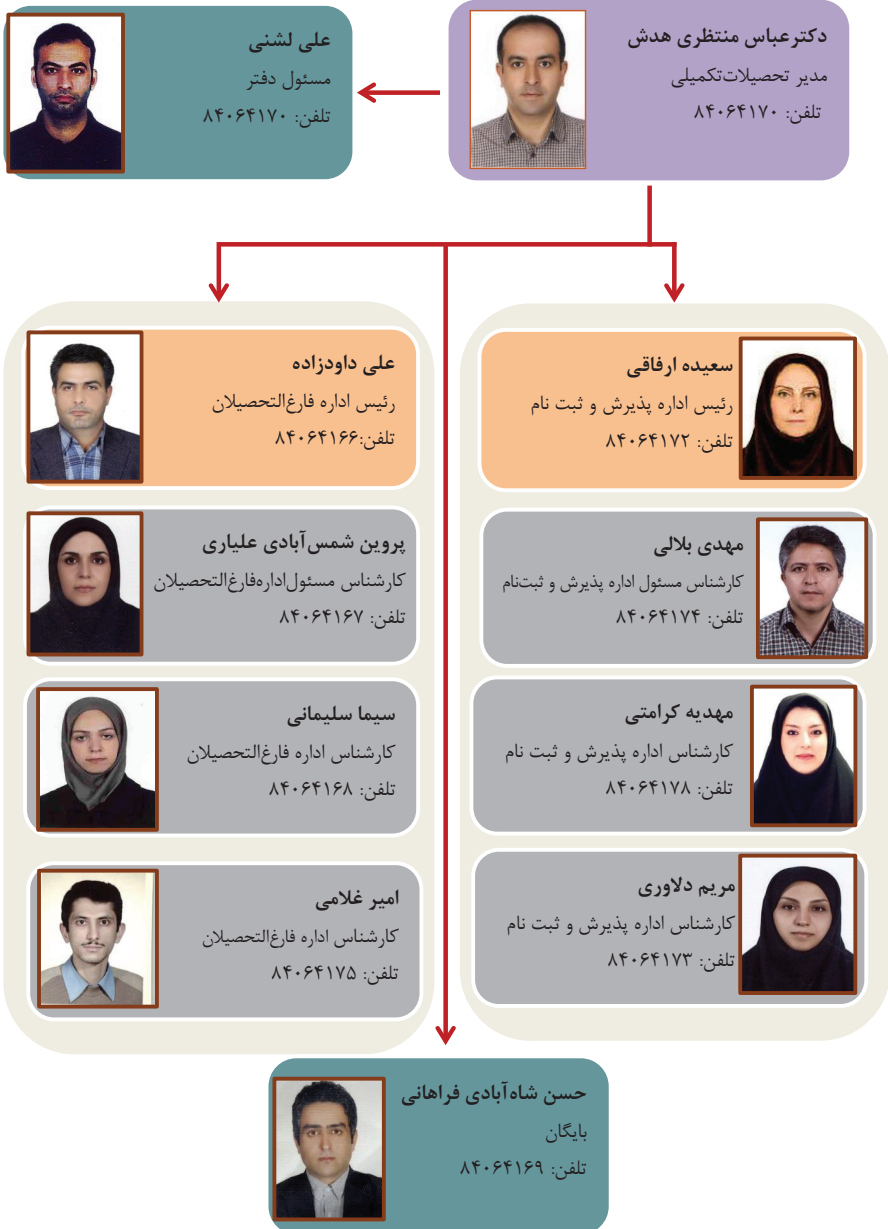 دکترعباس منتظری هدش
مدیر تحصیلات‌تکمیلی
تلفن: ۸۴۰۶۴۱۷۰
علی لشنی
مسئول دفتر
تلفن: ۸۴۰۶۴۱۷۰
سعیده ارفاقی
رئیس اداره پذیرش و ثبت نام
تلفن: ۸۴۰۶۴۱۷۲
مهدی بلالی
کارشناس مسئول اداره پذیرش و ثبت‌نام
تلفن: ۸۴۰۶۴۱۷۴
مهدیه کرامتی
کارشناس اداره پذیرش و ثبت نام
تلفن: ۸۴۰۶۴۱۷۸
مریم دلاوری
کارشناس اداره پذیرش و ثبت نام
تلفن: ۸۴۰۶۴۱۷۳
علی داودزاده
رئیس اداره فارغ‌التحصیلان
تلفن:۸۴۰۶۴۱۶۶
پروین شمس‌آبادی علیاری
کارشناس مسئول‌اداره‌فارغ‌التحصیلان
تلفن: ۸۴۰۶۴۱۶۷
سیما سلیمانی
کارشناس اداره فارغ‌التحصیلان
تلفن: ۸۴۰۶۴۱۶۸
امیر غلامی
کارشناس اداره فارغ‌التحصیلان
تلفن: ۸۴۰۶۴۱۷۵
حسن شاه‌آبادی فراهانی
بایگان
تلفن: ۸۴۰۶۴۱۶۹